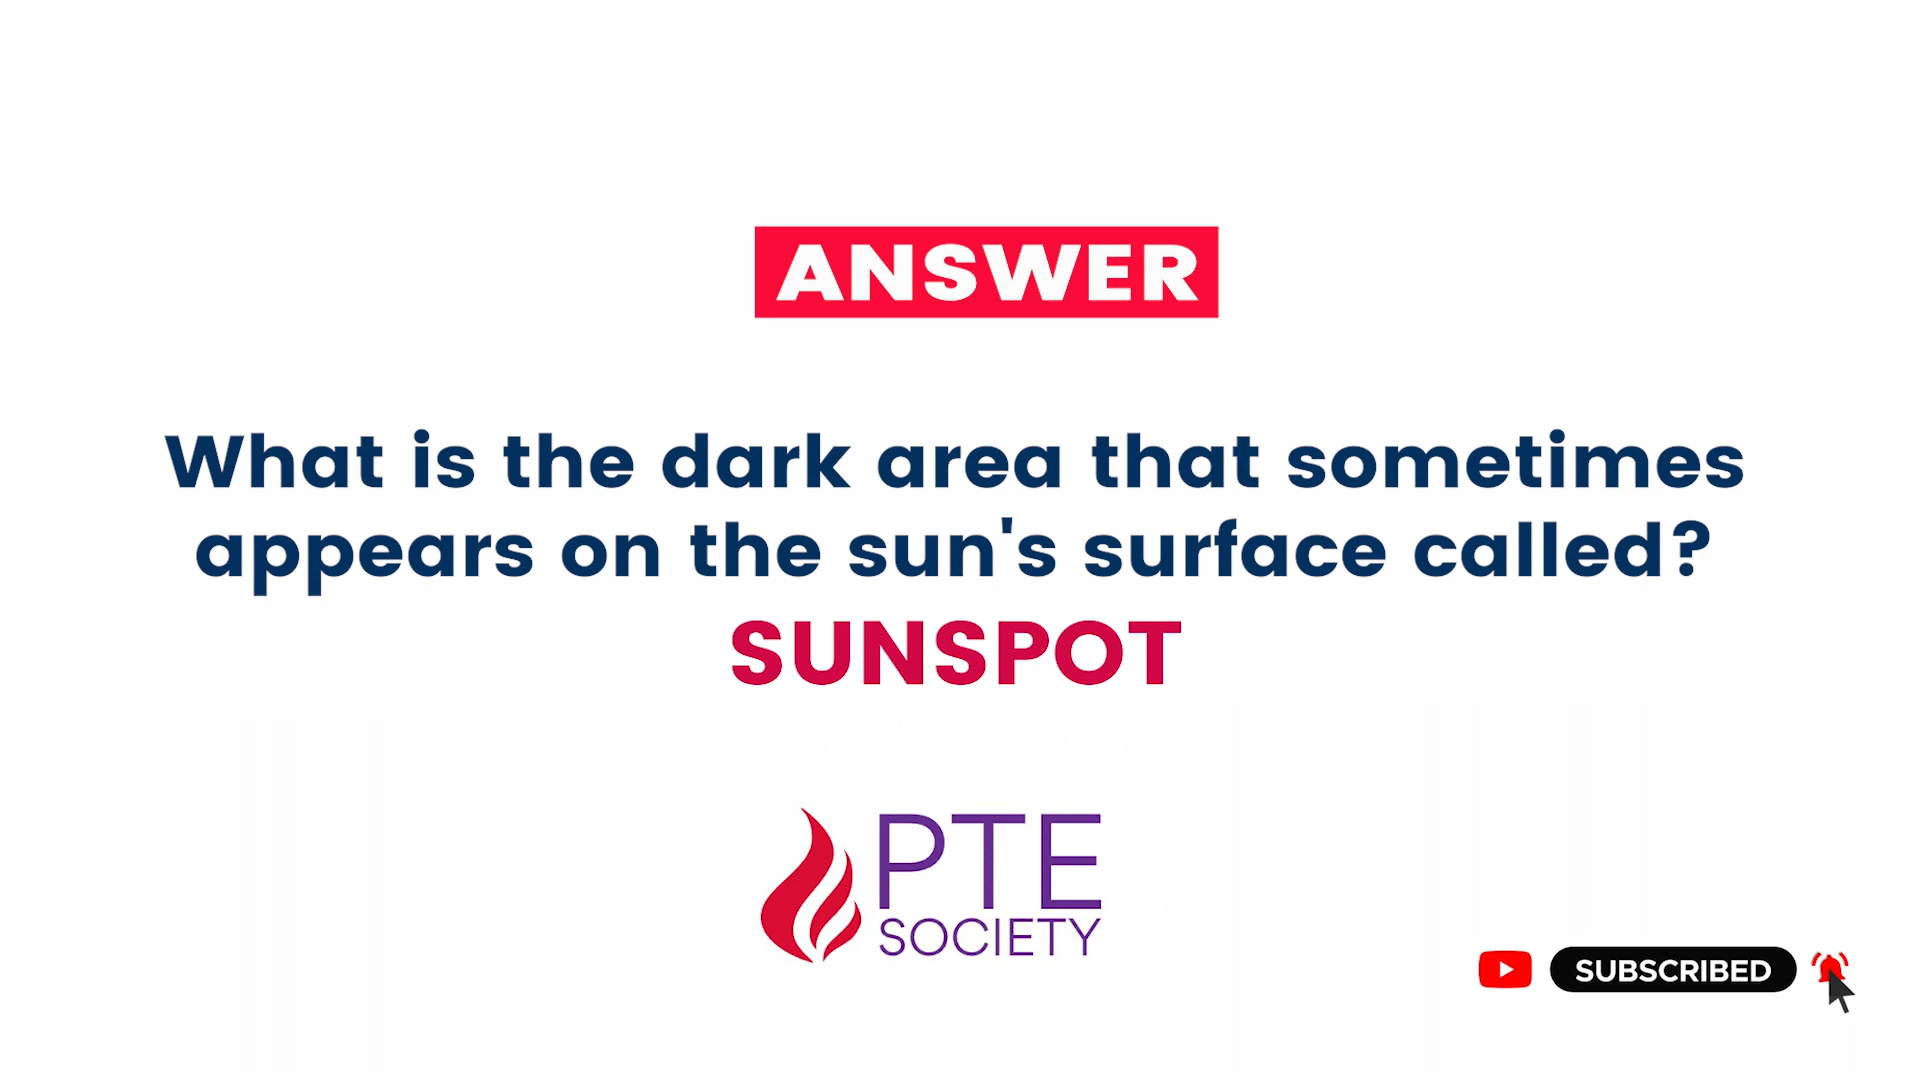 ANSWER
What is the dark area that sometimes
appears on the sun's surface called?
SUNSPOT
PTE
SOCIETY
SUBSCRIBED